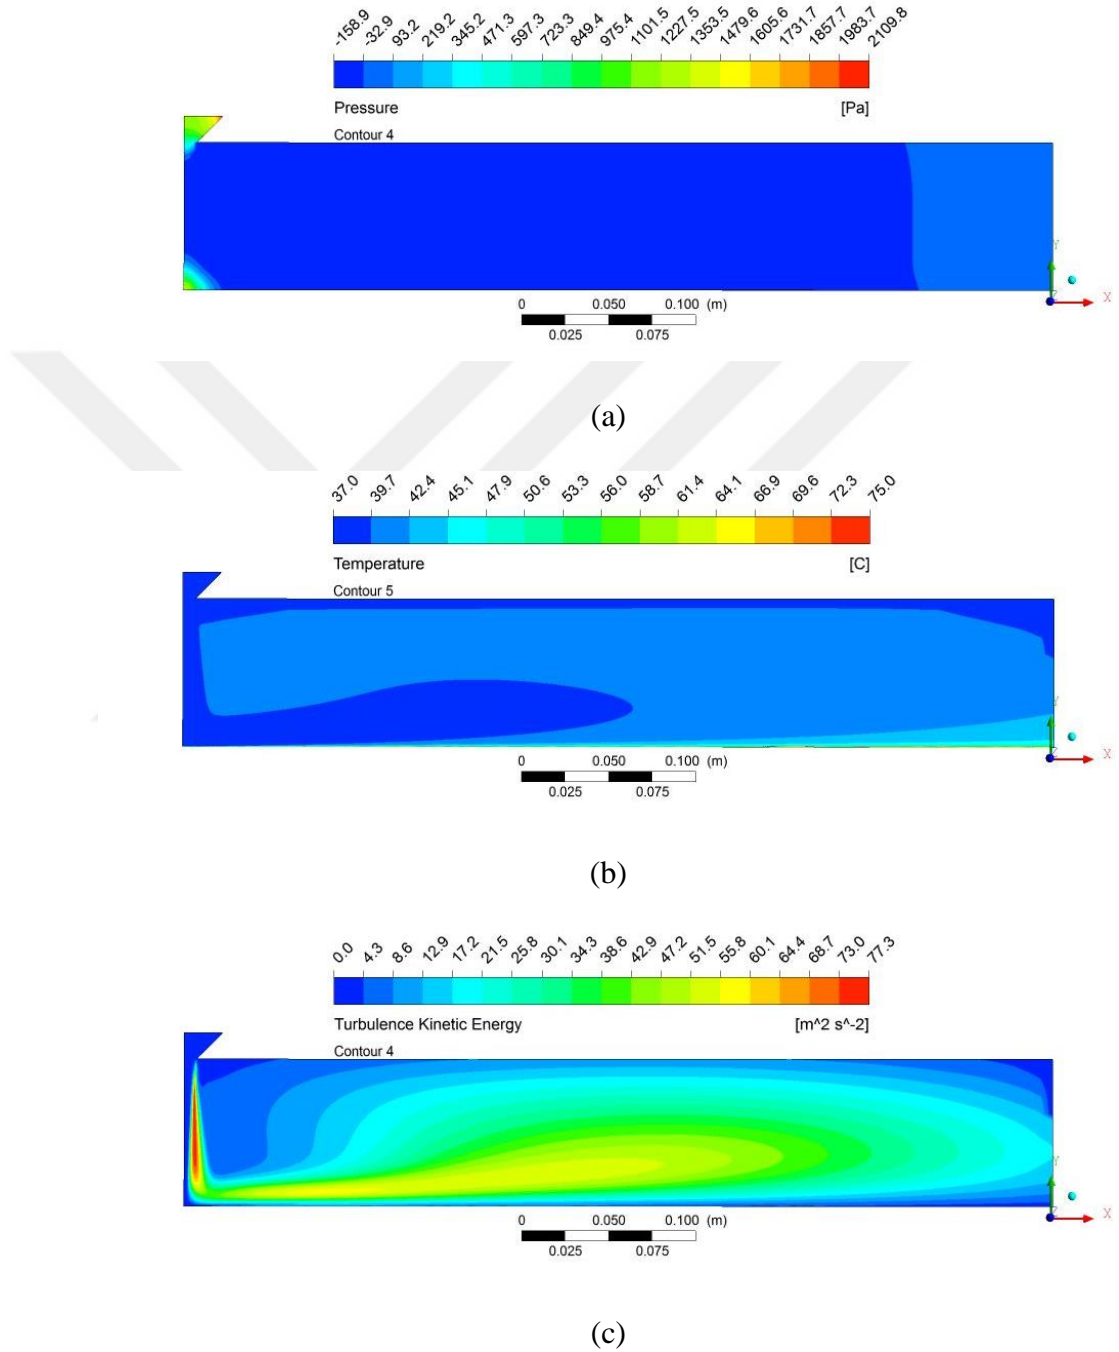 -158.9 -32.9 93.2 219.2 345.2 471.3 597.3 723.3 849.4 975.4 1101.5 1227.5 1353.5 1479.6 1605.6 1731.7 1857.7 1983.7 2109.8
Pressure [Pa]
Contour 4
Y
Z X
0 0.050 0.100 (m)
0.025 0.075
(a)
37.0 39.7 42.4 45.1 47.9 50.6 53.3 56.0 58.7 61.4 64.1 66.9 69.6 72.3 75.0
Temperature [C]
Contour 5
Y
Z X
0 0.050 0.100 (m)
0.025 0.075
(b)
0.0 4.3 8.6 12.9 17.2 21.5 25.8 30.1 34.3 38.6 42.9 47.2 51.5 55.8 60.1 64.4 68.7 73.0 77.3
Turbulence Kinetic Energy [m^2 s^-2]
Contour 4
Y
Z X
0 0.050 0.100 (m)
0.025 0.075
(c)